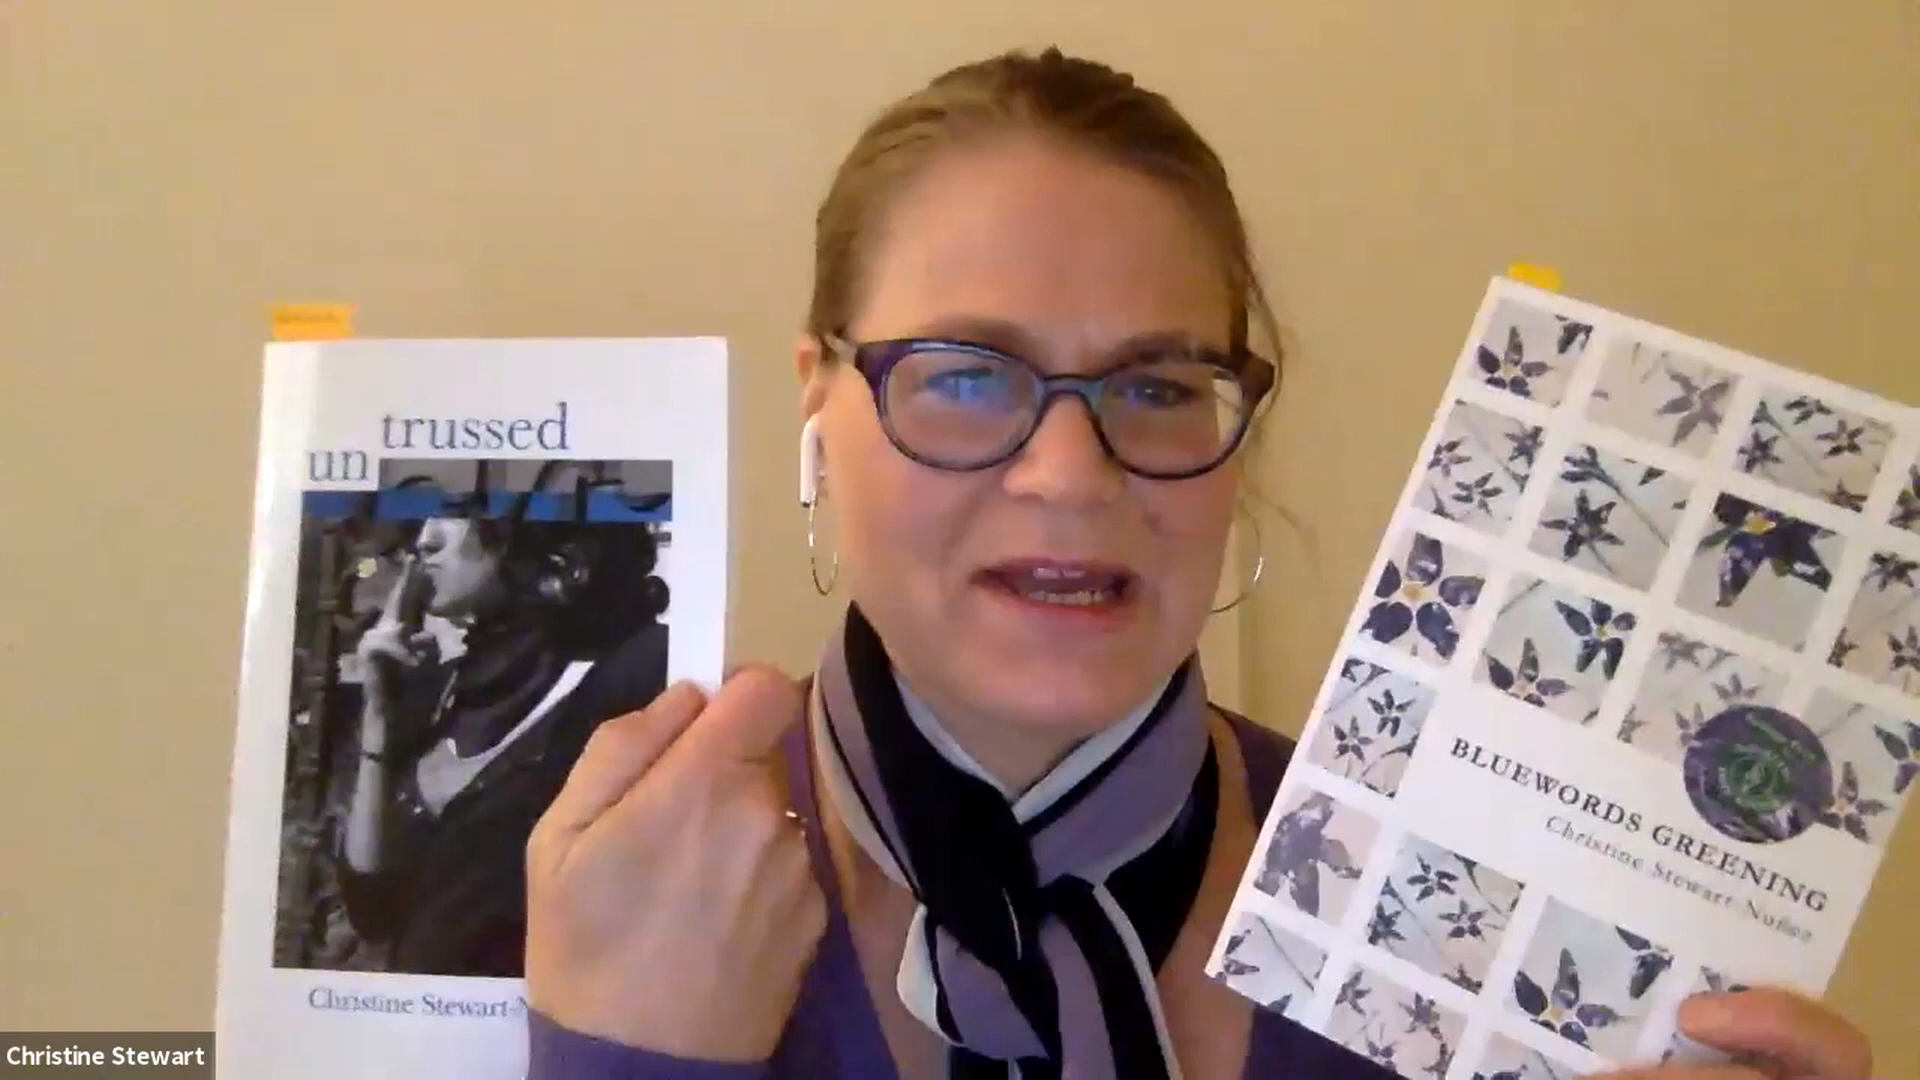 trussed
un
Christine Stewart-N
BLUEWORDS GREENING
Christine Stewart-Nuñez
Christine Stewart